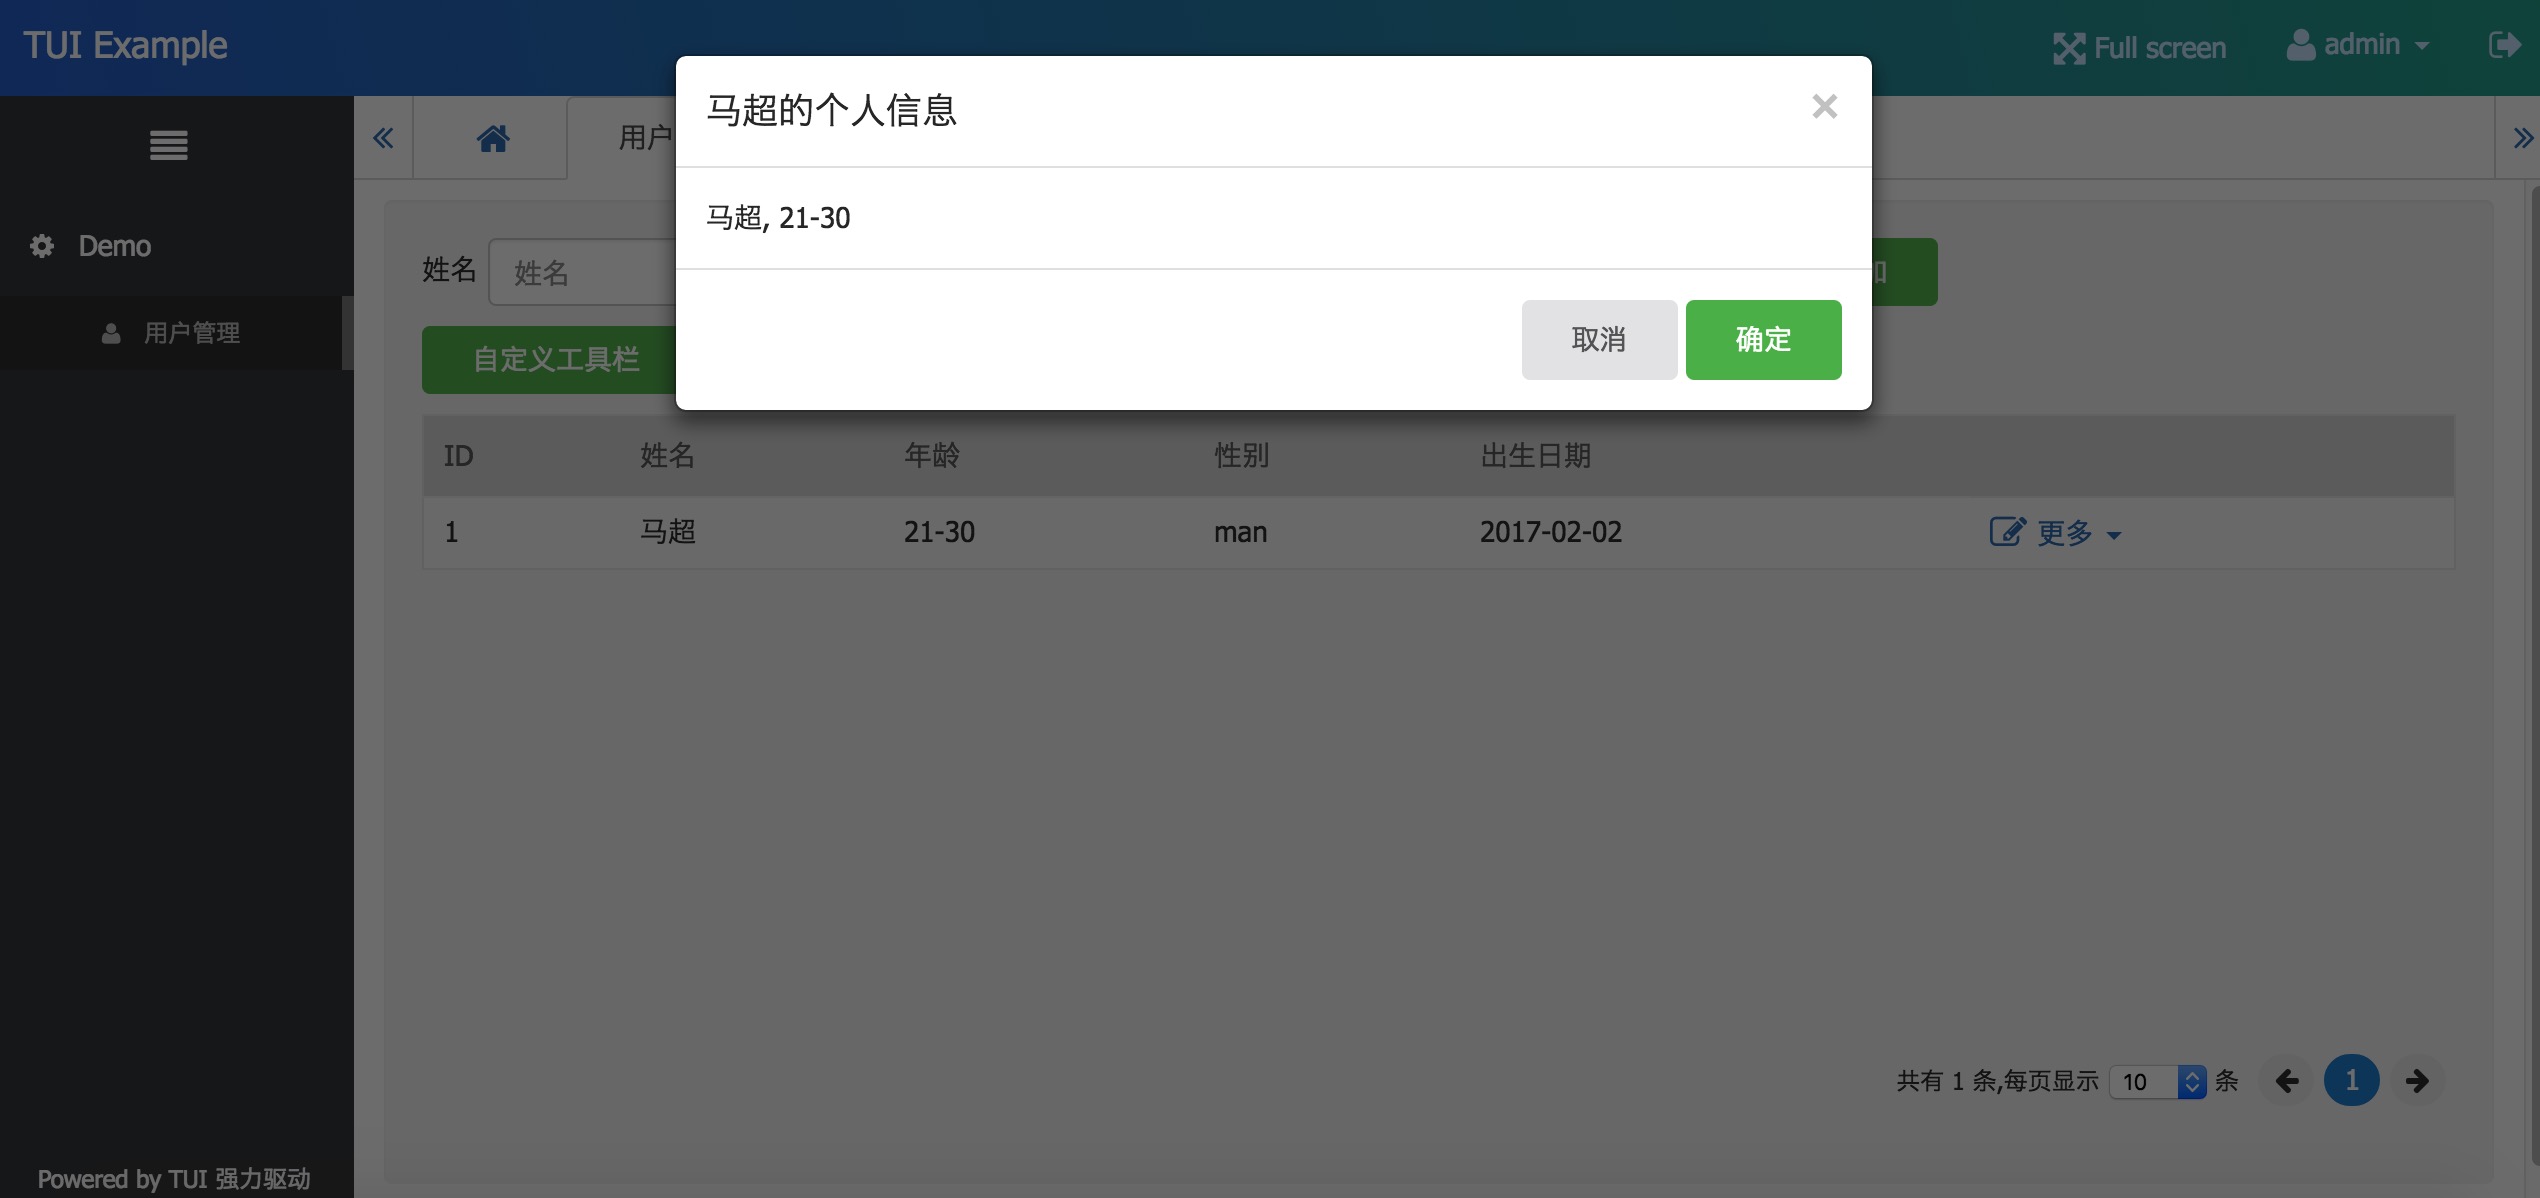 TUI Example
Full screen
admin
马超的个人信息
×
用户
马超, 21-30
Demo
姓名
姓名
用户管理
取消
确定
自定义工具栏
ID 姓名 年龄 性别 出生日期
1 马超 21-30 man 2017-02-02 更多
共有 1 条,每页显示 10 条 1
Powered by TUI 强力驱动